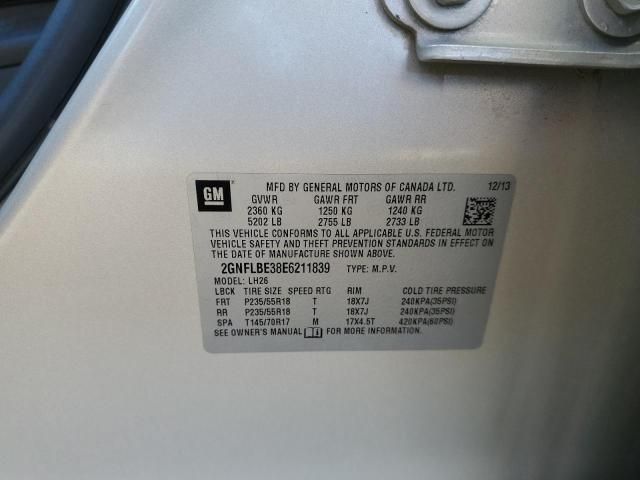 GM
MFD BY GENERAL MOTORS OF CANADA LTD. 12/13
GVWR GAWR FRT GAWR RR
2360 KG 1250 KG 1240 KG
5202 LB 2755 LB 2733 LB
THIS VEHICLE CONFORMS TO ALL APPLICABLE U.S. FEDERAL MOTOR
VEHICLE SAFETY AND THEFT PREVENTION STANDARDS IN EFFECT ON
THE DATE OF MANUFACTURE SHOWN ABOVE.
2GNFLBE38E6211839 TYPE: M.P.V.
MODEL: LH26
LBCK TIRE SIZE SPEED RTG RIM COLD TIRE PRESSURE
FRT P235/55R18 T 18X7J 240KPA(35PSI)
RR P235/55R18 T 18X7J 240KPA(35PSI)
SPA T145/70R17 M 17X4.5T 420KPA(60PSI)
SEE OWNER'S MANUAL FOR MORE INFORMATION.